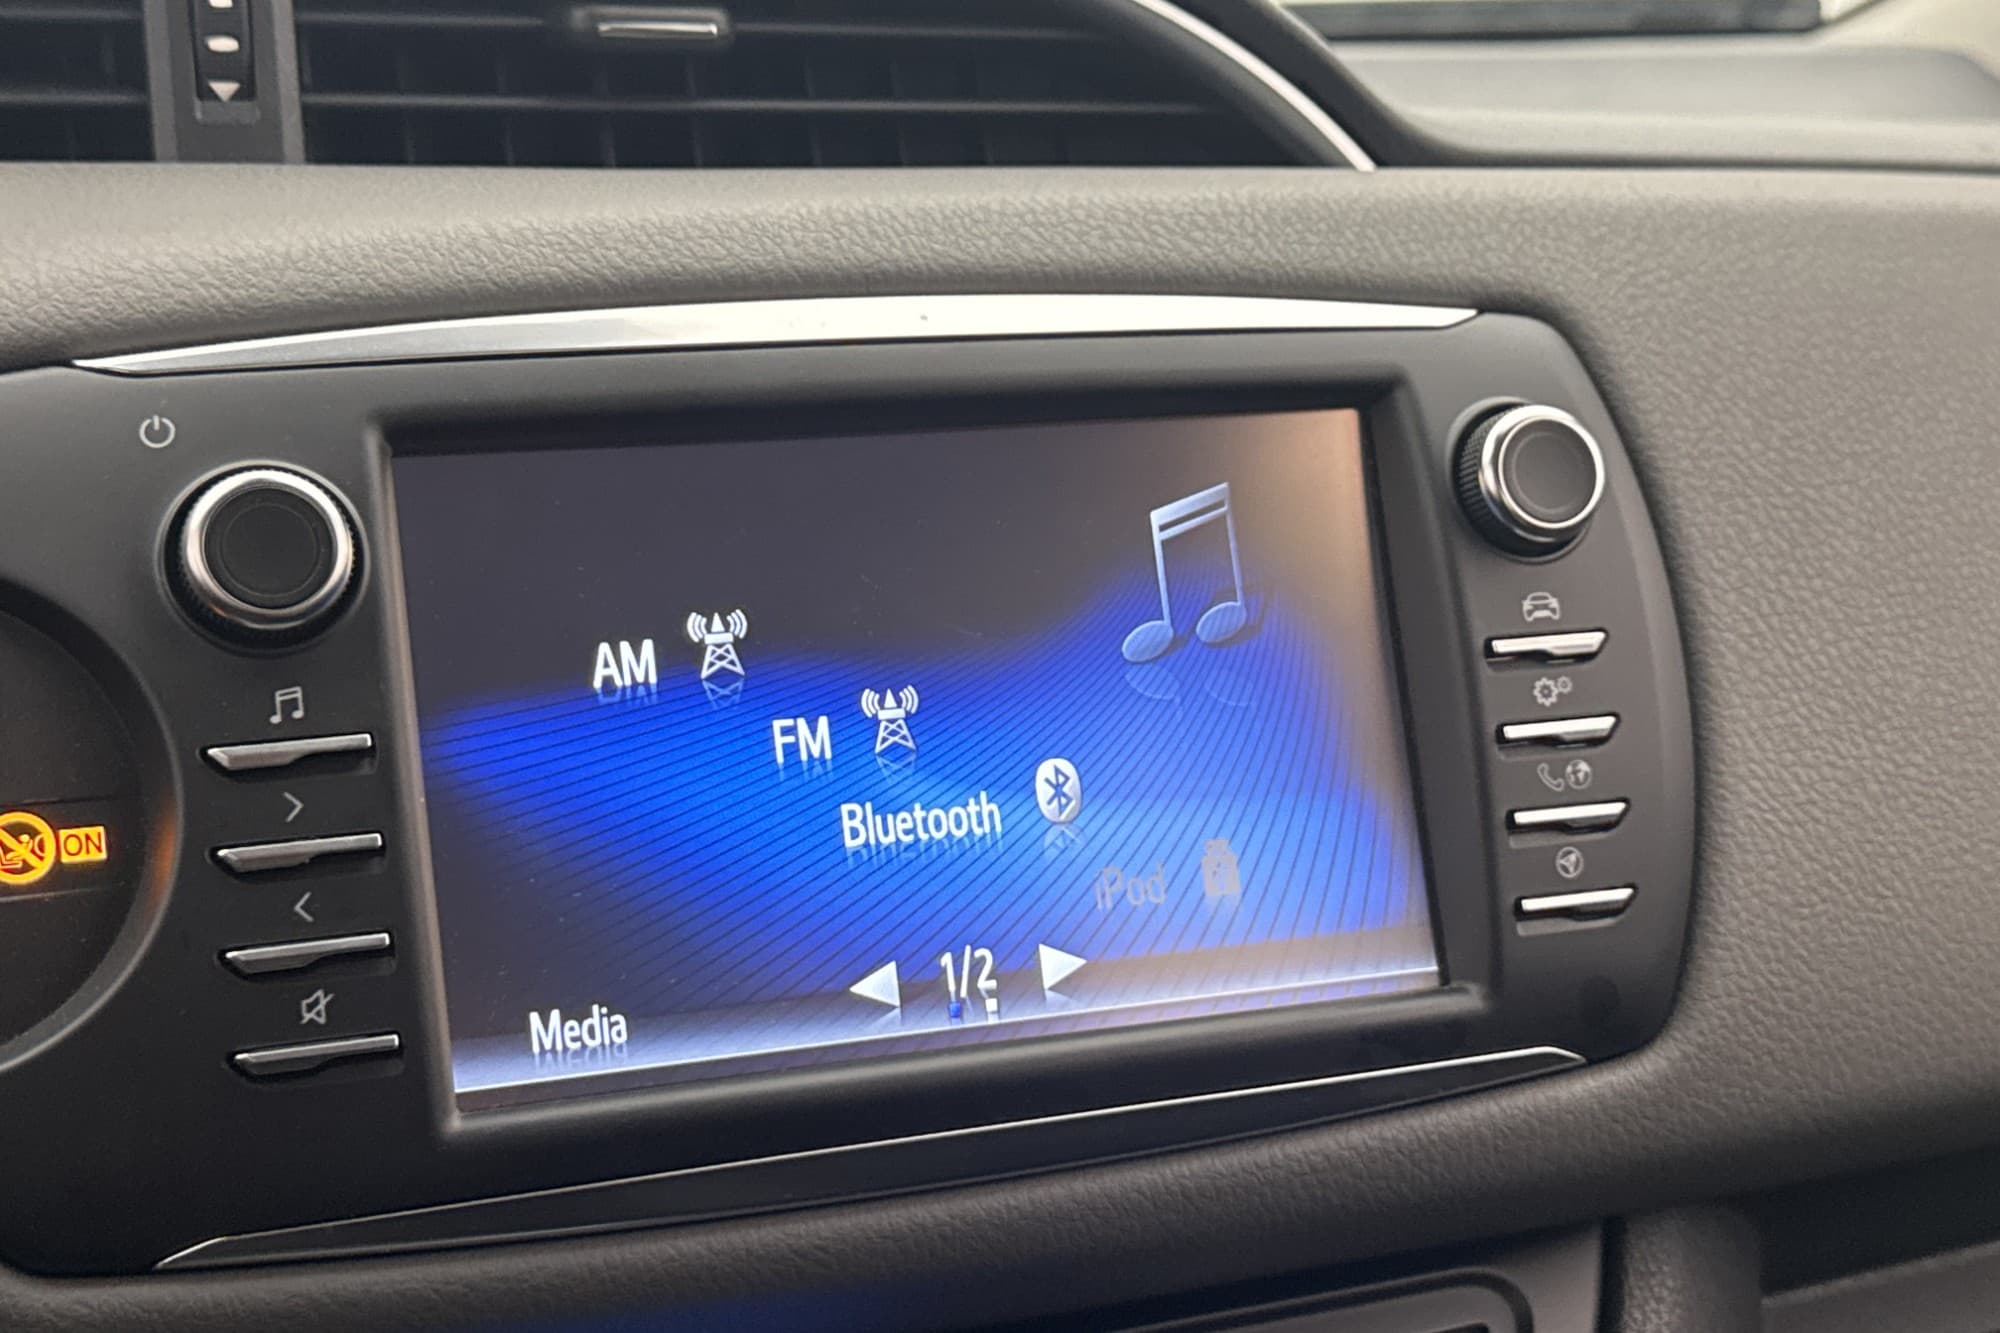 AM
FM
Bluetooth
iPod
1/2
Media
ON